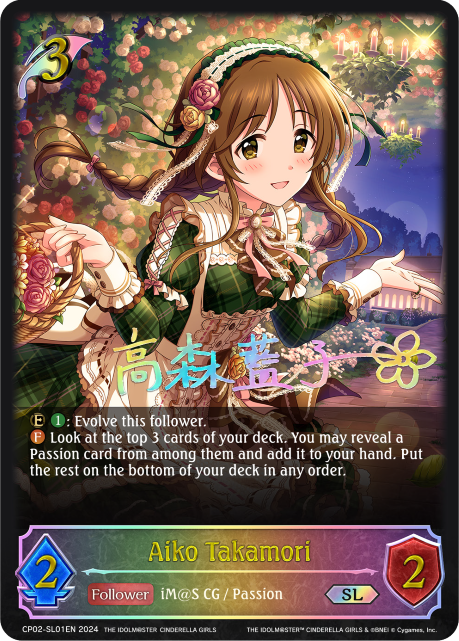 3
高森藍子
E 1: Evolve this follower.
F Look at the top 3 cards of your deck. You may reveal a
Passion card from among them and add it to your hand. Put
the rest on the bottom of your deck in any order.
Aiko Takamori
2 Follower iM@S CG / Passion SL 2
CP02-SL01EN 2024 THE IDOLM@STER CINDERELLA GIRLS THE IDOLM@STER™ CINDERELLA GIRLS & ©BNEI © Cygames, Inc.